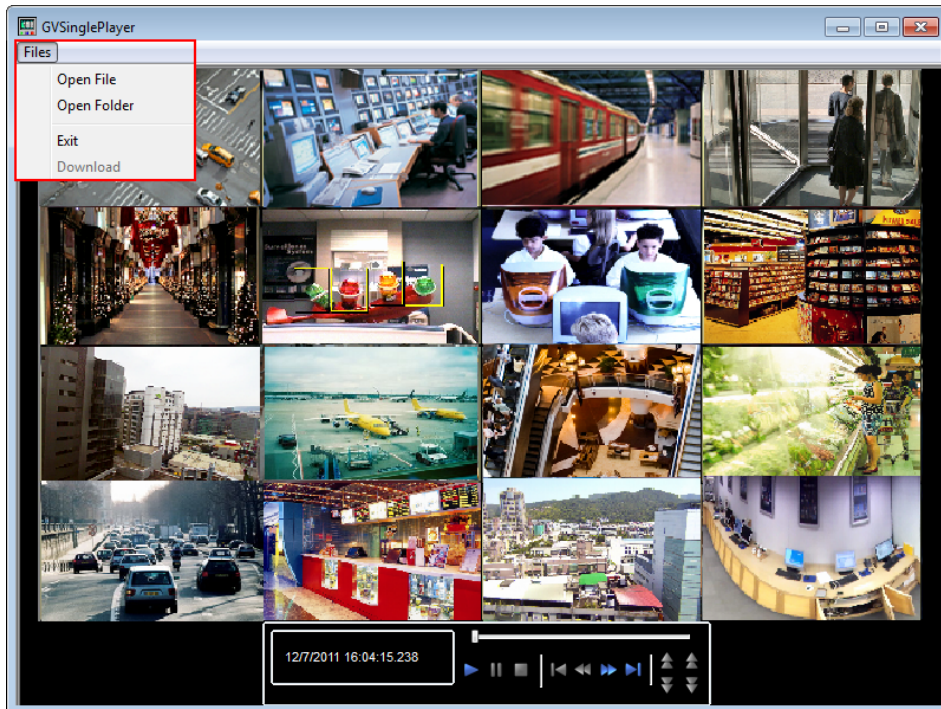 GVSinglePlayer
Files
Open File
Open Folder
Exit
Download
12/7/2011 16:04:15.238